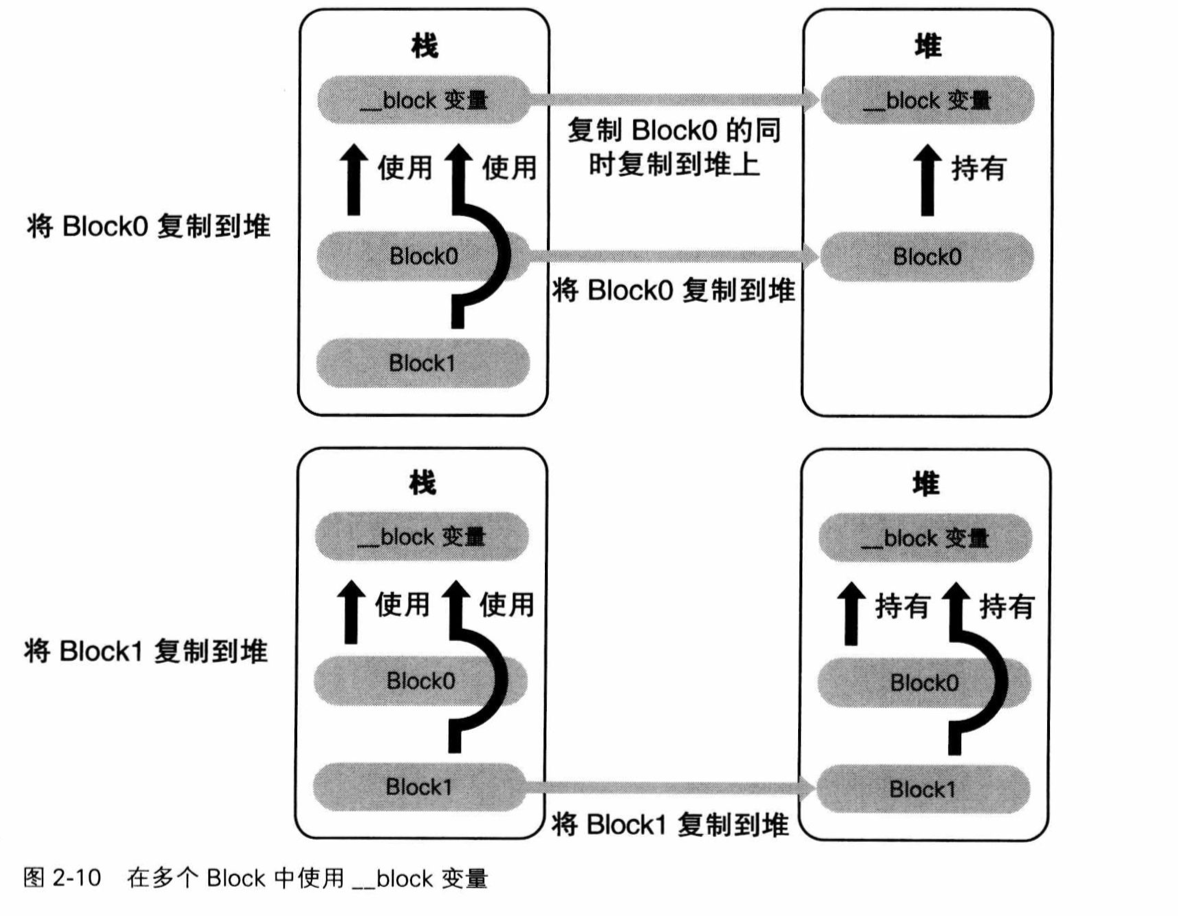 栈
堆
__block 变量
__block 变量
复制 Block0 的同
时复制到堆上
使用
使用
持有
将 Block0 复制到堆
Block0
Block0
将 Block0 复制到堆
Block1
栈
堆
__block 变量
__block 变量
使用
使用
持有
持有
将 Block1 复制到堆
Block0
Block0
Block1
Block1
将 Block1 复制到堆
图 2-10 在多个 Block 中使用 __block 变量